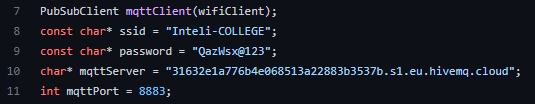 7 PubSubClient mqttClient(wifiClient);
8 const char* ssid = "Inteli-COLLEGE";
9 const char* password = "QazWsx@123";
10 char* mqttServer = "31632e1a776b4e068513a22883b3537b.s1.eu.hivemq.cloud";
11 int mqttPort = 8883;